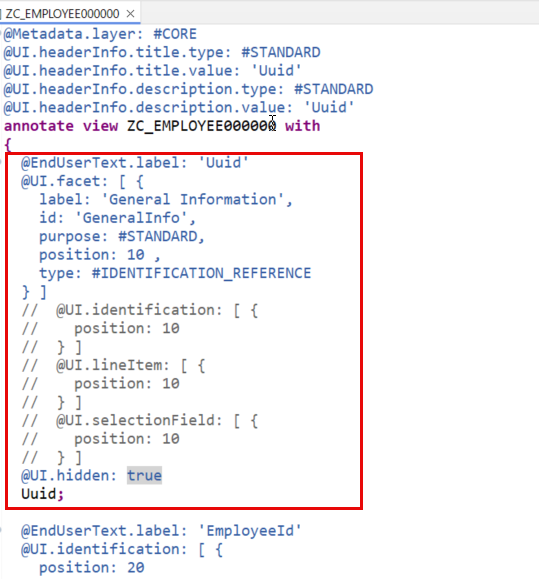 ZC_EMPLOYEE000000
@Metadata.layer: #CORE
@UI.headerInfo.title.type: #STANDARD
@UI.headerInfo.title.value: 'Uuid'
@UI.headerInfo.description.type: #STANDARD
@UI.headerInfo.description.value: 'Uuid'
annotate view ZC_EMPLOYEE000000 with
{
@EndUserText.label: 'Uuid'
@UI.facet: [ {
label: 'General Information',
id: 'GeneralInfo',
purpose: #STANDARD,
position: 10 ,
type: #IDENTIFICATION_REFERENCE
} ]
//  @UI.identification: [ {
//    position: 10
//  } ]
//  @UI.lineItem: [ {
//    position: 10
//  } ]
//  @UI.selectionField: [ {
//    position: 10
//  } ]
@UI.hidden: true
Uuid;
@EndUserText.label: 'EmployeeId'
@UI.identification: [ {
position: 20